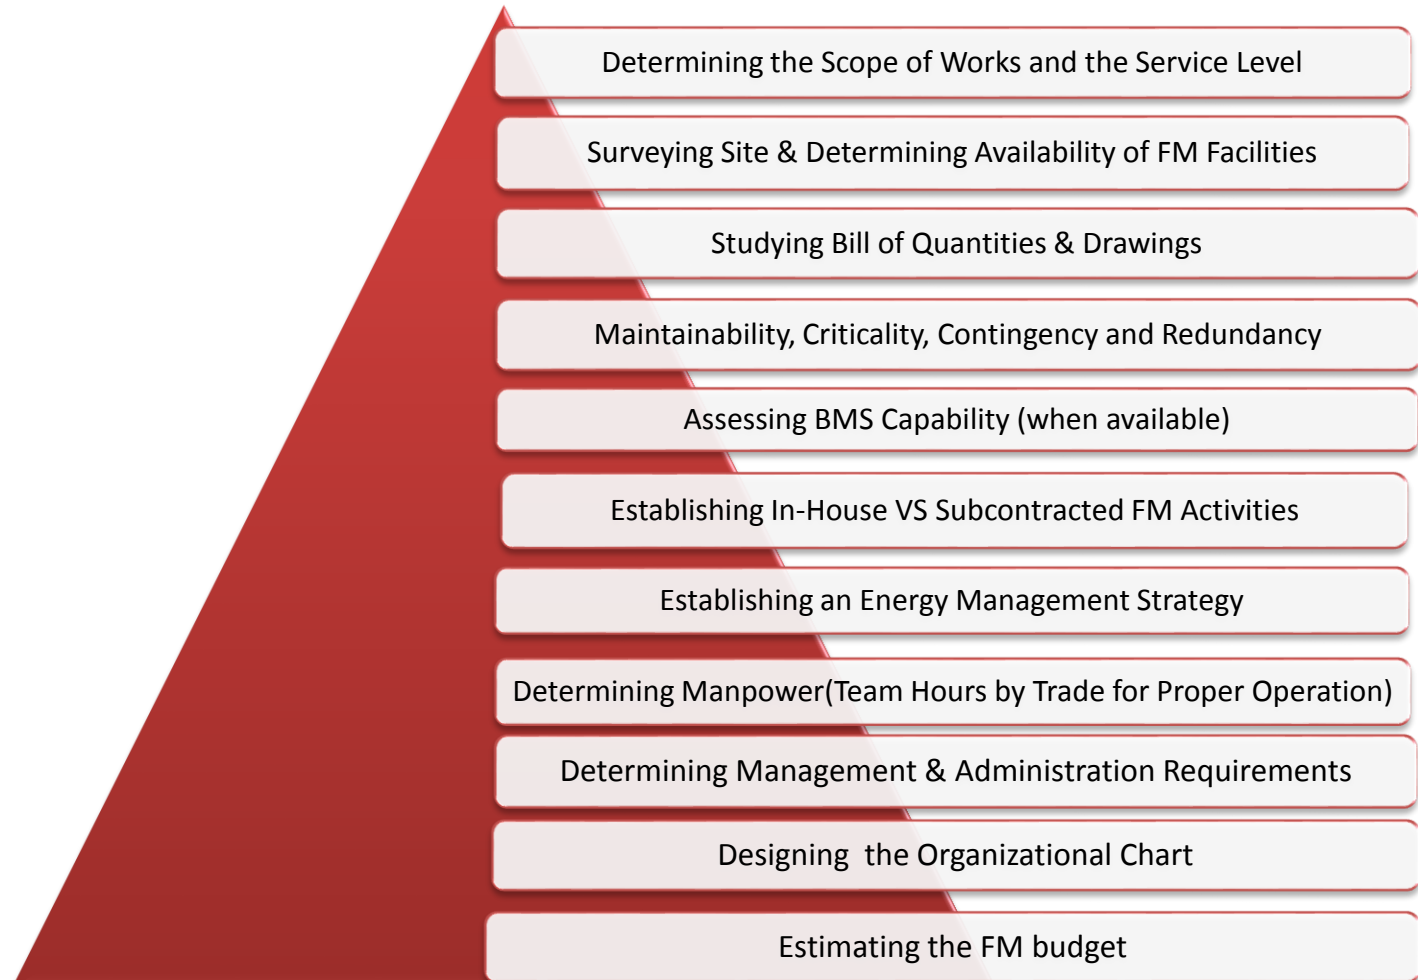 Determining the Scope of Works and the Service Level
Surveying Site & Determining Availability of FM Facilities
Studying Bill of Quantities & Drawings
Maintainability, Criticality, Contingency and Redundancy
Assessing BMS Capability (when available)
Establishing In-House VS Subcontracted FM Activities
Establishing an Energy Management Strategy
Determining Manpower(Team Hours by Trade for Proper Operation)
Determining Management & Administration Requirements
Designing  the Organizational Chart
Estimating the FM budget